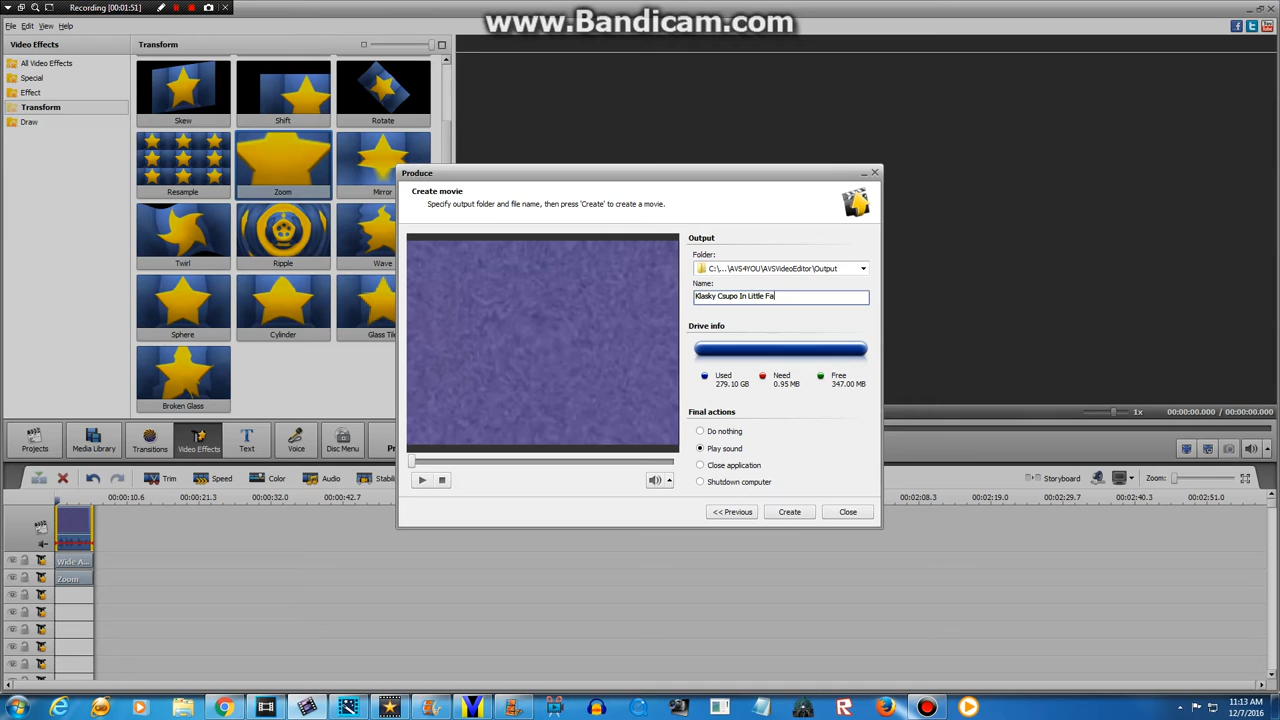 Recording [00:01:51]
www.Bandicam.com
File Edit View Help
Video Effects
All Video Effects
Special
Effect
Transform
Draw
Transform
Skew
Shift
Rotate
Resample
Zoom
Mirror
Twirl
Ripple
Wave
Sphere
Cylinder
Glass Tile
Broken Glass
Produce
Create movie
Specify output folder and file name, then press 'Create' to create a movie.
Output
Folder:
C:\...\AVS4YOU\AVSVideoEditor\Output
Name:
Klasky Csupo In Little Fa
Drive info
Used
279.10 GB
Need
0.95 MB
Free
347.00 MB
Final actions
Do nothing
Play sound
Close application
Shutdown computer
<< Previous
Create
Close
1x
00:00:00.000 / 00:00:00.000
Projects
Media Library
Transitions
Video Effects
Text
Voice
Disc Menu
Trim
Speed
Color
Audio
Stabili
Storyboard
Zoom:
00:00:10.6 00:00:21.3 00:00:32.0 00:00:42.7 00:02:08.3 00:02:19.0 00:02:29.7 00:02:40.3 00:02:51.0
Wide A...
Zoom
11:13 AM
12/7/2016